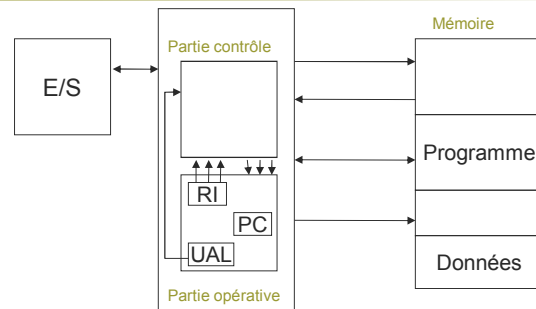 Mémoire
Partie contrôle
E/S
Programme
RI
PC
UAL
Données
Partie opérative